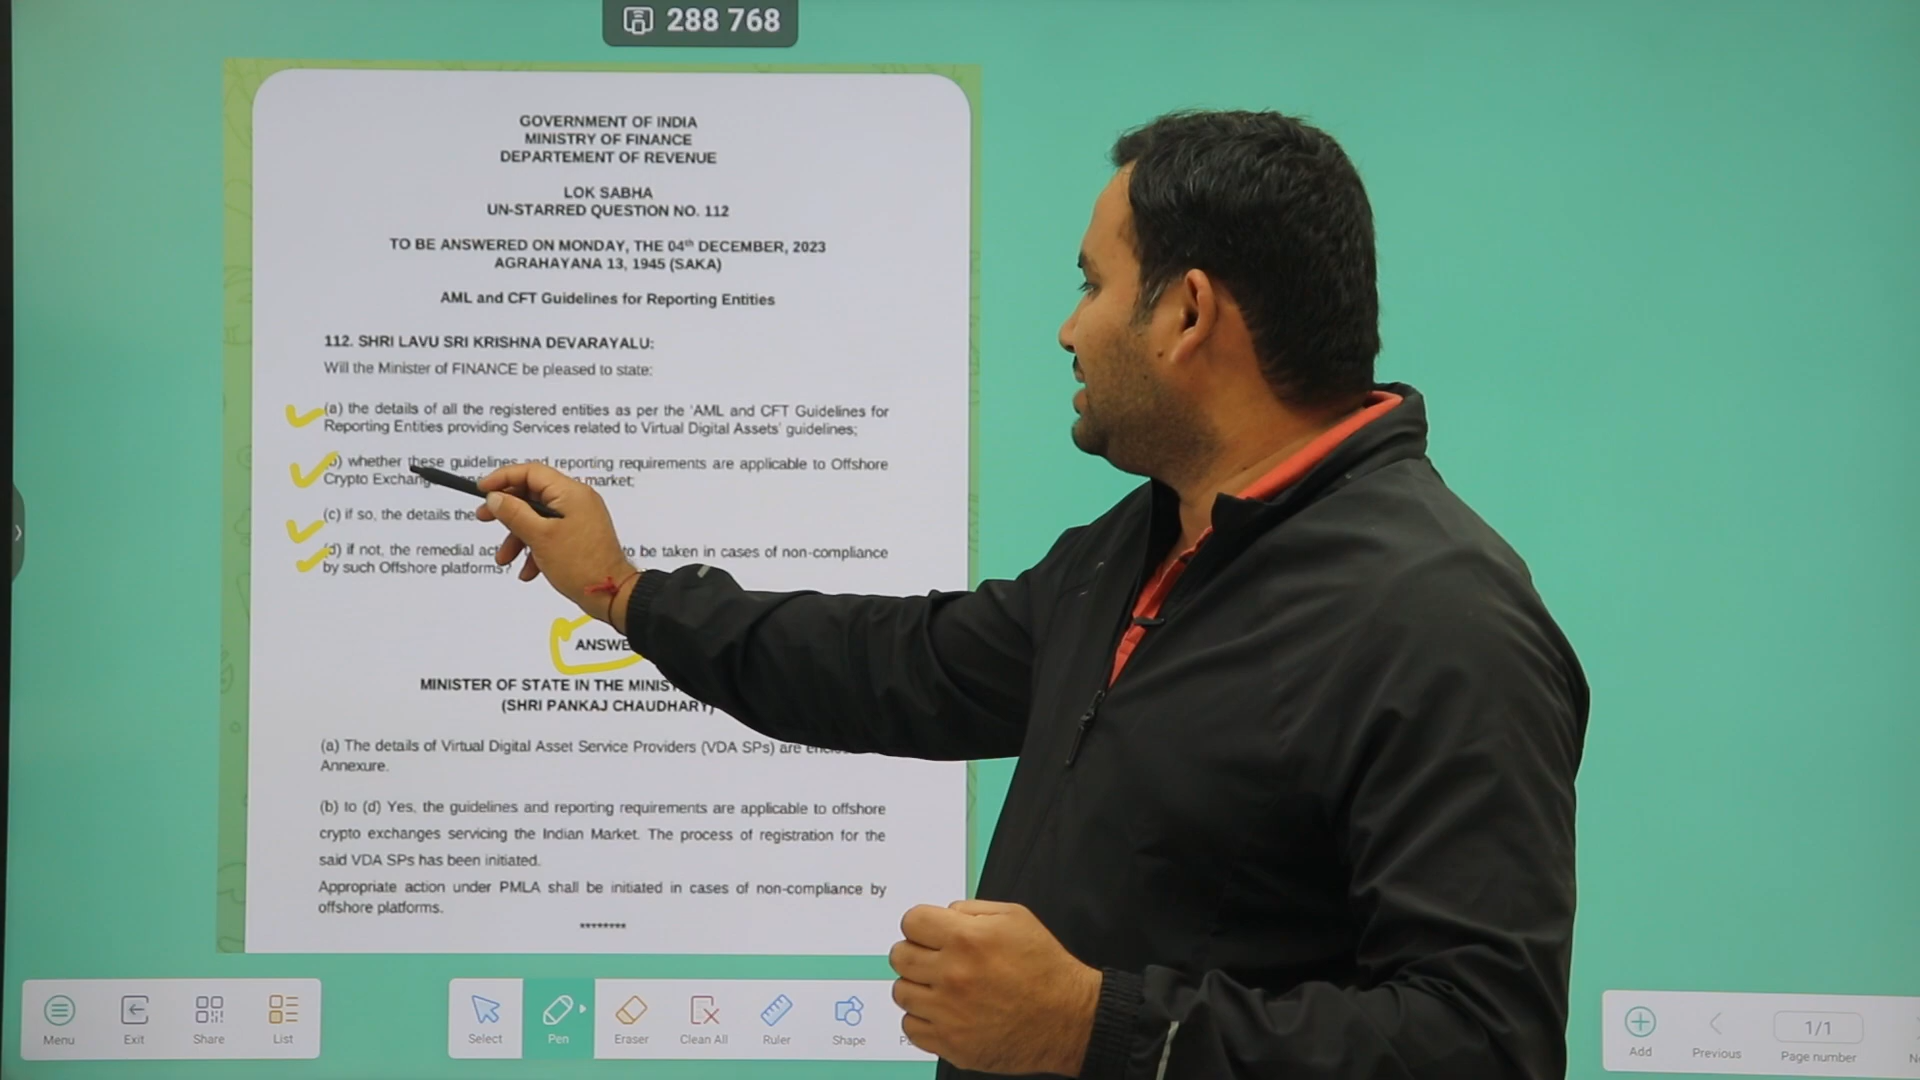 288 768
GOVERNMENT OF INDIA
MINISTRY OF FINANCE
DEPARTEMENT OF REVENUE
LOK SABHA
UN-STARRED QUESTION NO. 112
TO BE ANSWERED ON MONDAY, THE 04th DECEMBER, 2023
AGRAHAYANA 13, 1945 (SAKA)
AML and CFT Guidelines for Reporting Entities
112. SHRI LAVU SRI KRISHNA DEVARAYALU:
Will the Minister of FINANCE be pleased to state:
(a) the details of all the registered entities as per the 'AML and CFT Guidelines for
Reporting Entities providing Services related to Virtual Digital Assets' guidelines;
(b) whether these guidelines and reporting requirements are applicable to Offshore
Crypto market;
(c) if so, the details
(d) if not, the remedial to be taken in cases of non-compliance
by such Offshore platforms?
MINISTER OF STATE IN THE
(SHRI PANKAJ CHAUDHARY)
(a) The details of Virtual Digital Asset Service Providers (VDA SPs) are
Annexure.
(b) to (d) Yes, the guidelines and reporting requirements are applicable to offshore
crypto exchanges servicing the Indian Market. The process of registration for the
said VDA SPs has been initiated.
Appropriate action under PMLA shall be initiated in cases of non-compliance by
offshore platforms.
********
Menu Exit Share List Select Pen Eraser Clean All Ruler Shape Add Previous 1/1 Page number